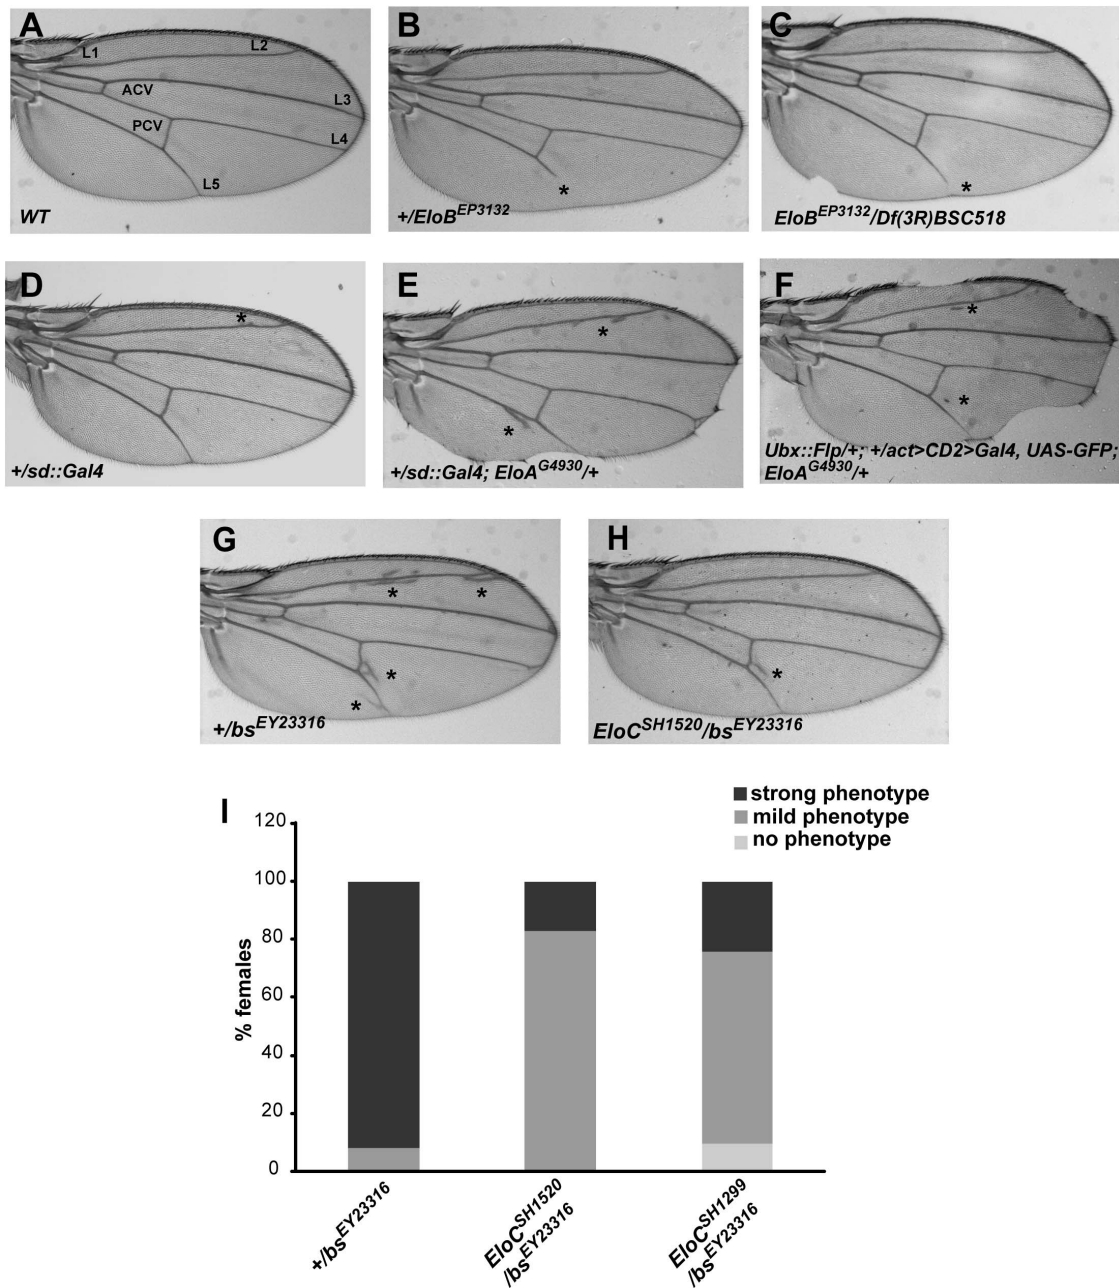 A
L1
L2
ACV
L3
PCV
L4
L5
WT
B
*
+/EloB^EP3132
C
*
EloB^EP3132/Df(3R)BSC518
D
*
+/sd::Gal4
E
*
*
+/sd::Gal4; EloA^G4930/+
F
*
*
Ubx::Flp/+; +/act>CD2>Gal4, UAS-GFP;
EloA^G4930/+
G
*
*
*
*
+/bs^EY23316
H
*
EloC^SH1520/bs^EY23316
I
strong phenotype
mild phenotype
no phenotype
120
100
80
60
40
20
0
% females
+/bs^EY23316
EloC^SH1520
/bs^EY23316
EloC^SH1299
/bs^EY23316